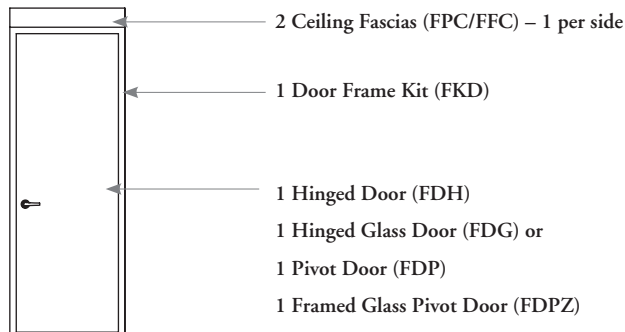 2 Ceiling Fascias (FPC/FFC) – 1 per side
1 Door Frame Kit (FKD)
1 Hinged Door (FDH)
1 Hinged Glass Door (FDG) or
1 Pivot Door (FDP)
1 Framed Glass Pivot Door (FDPZ)